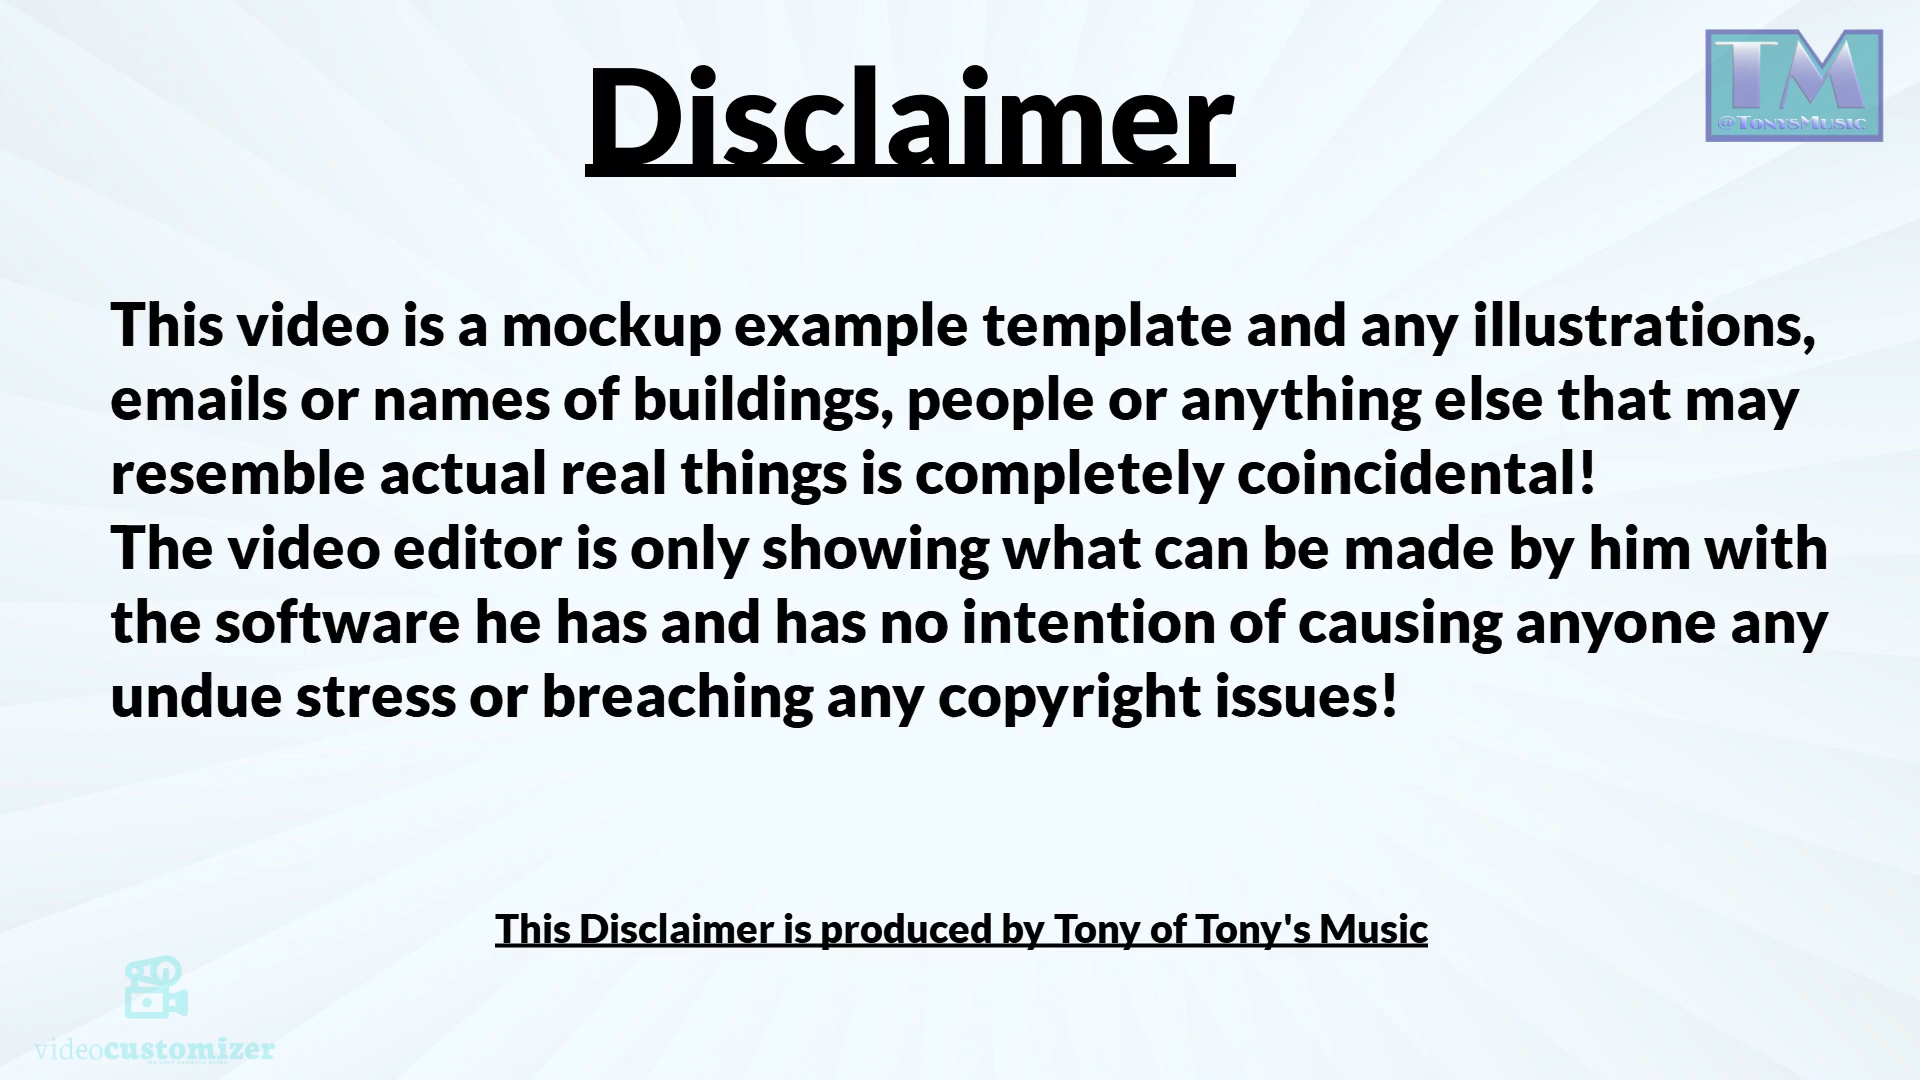 Disclaimer
TM
@TonysMusic
This video is a mockup example template and any illustrations,
emails or names of buildings, people or anything else that may
resemble actual real things is completely coincidental!
The video editor is only showing what can be made by him with
the software he has and has no intention of causing anyone any
undue stress or breaching any copyright issues!
This Disclaimer is produced by Tony of Tony's Music
videocustomizer